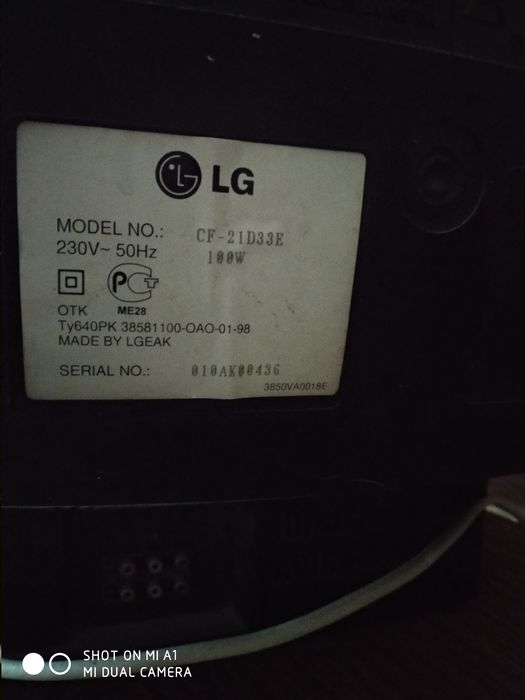 LG
MODEL NO.: CF-21D33E
230V~ 50Hz 100W
РСТ
OTK ME28
Ty640PK 38581100-OAO-01-98
MADE BY LGEAK
SERIAL NO.: 010AK00436
3850VA0018E
SHOT ON MI A1
MI DUAL CAMERA